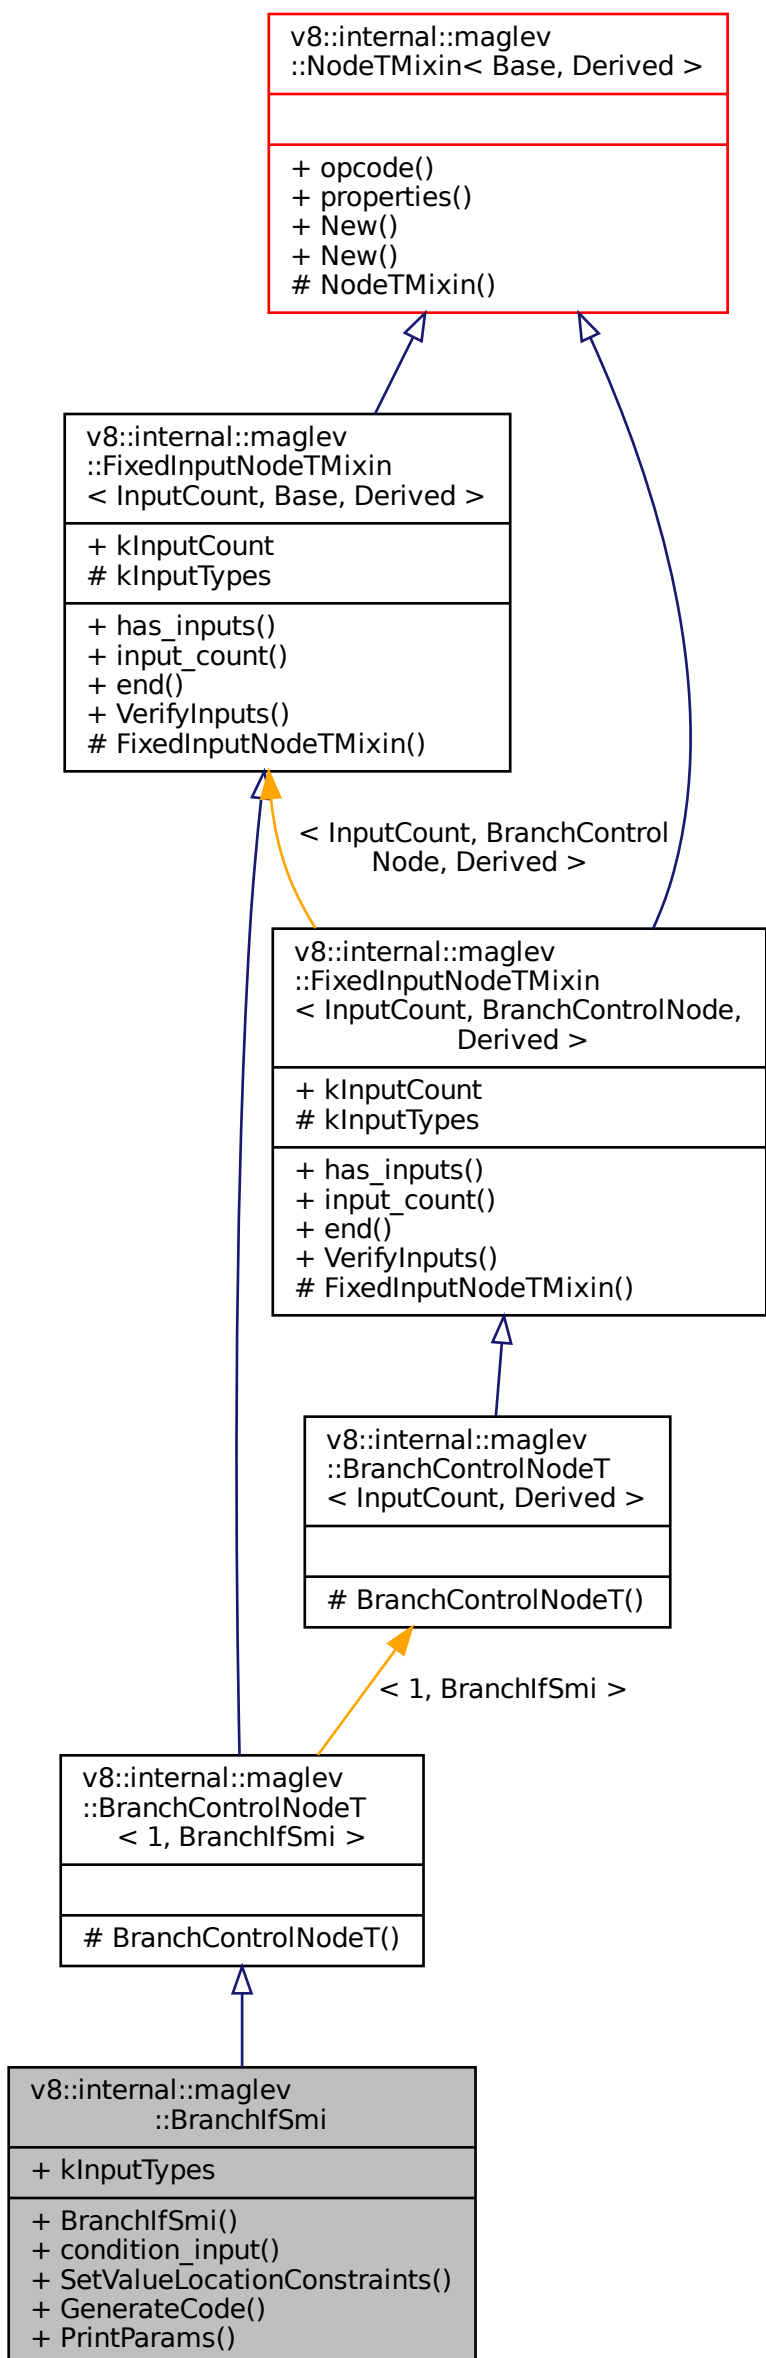 v8::internal::maglev
::NodeTMixin< Base, Derived >
+ opcode()
+ properties()
+ New()
+ New()
# NodeTMixin()
v8::internal::maglev
::FixedInputNodeTMixin
< InputCount, Base, Derived >
+ kInputCount
# kInputTypes
+ has_inputs()
+ input_count()
+ end()
+ VerifyInputs()
# FixedInputNodeTMixin()
< InputCount, BranchControl
Node, Derived >
v8::internal::maglev
::FixedInputNodeTMixin
< InputCount, BranchControlNode,
Derived >
+ kInputCount
# kInputTypes
+ has_inputs()
+ input_count()
+ end()
+ VerifyInputs()
# FixedInputNodeTMixin()
v8::internal::maglev
::BranchControlNodeT
< InputCount, Derived >
# BranchControlNodeT()
< 1, BranchIfSmi >
v8::internal::maglev
::BranchControlNodeT
< 1, BranchIfSmi >
# BranchControlNodeT()
v8::internal::maglev
::BranchIfSmi
+ kInputTypes
+ BranchIfSmi()
+ condition_input()
+ SetValueLocationConstraints()
+ GenerateCode()
+ PrintParams()